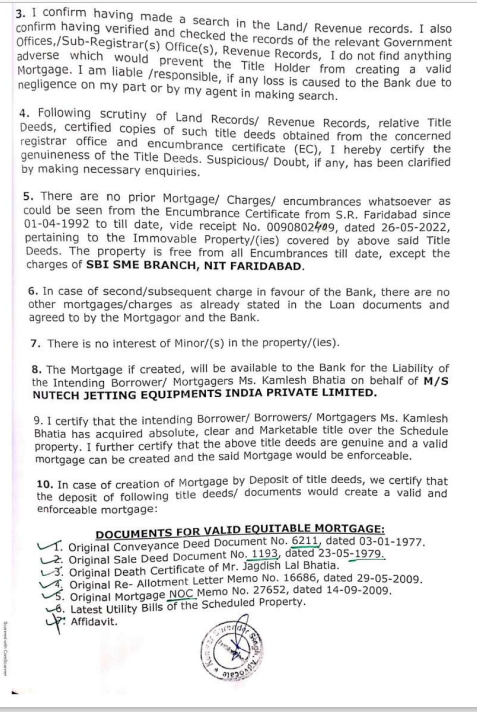 3. I confirm having made a search in the Land/ Revenue records. I also
confirm having verified and checked the records of the relevant Government
Offices,/Sub-Registrar(s) Office(s), Revenue Records, I do not find anything
adverse which would prevent the Title Holder from creating a valid
Mortgage. I am liable /responsible, if any loss is caused to the Bank due to
negligence on my part or by my agent in making search.
4. Following scrutiny of Land Records/ Revenue Records, relative Title
Deeds, certified copies of such title deeds obtained from the concerned
registrar office and encumbrance certificate (EC), I hereby certify the
genuineness of the Title Deeds. Suspicious/ Doubt, if any, has been clarified
by making necessary enquiries.
5. There are no prior Mortgage/ Charges/ encumbrances whatsoever as
could be seen from the Encumbrance Certificate from S.R. Faridabad since
01-04-1992 to till date, vide receipt No. 0090802409, dated 26-05-2022,
pertaining to the Immovable Property/(ies) covered by above said Title
Deeds. The property is free from all Encumbrances till date, except the
charges of SBI SME BRANCH, NIT FARIDABAD.
6. In case of second/subsequent charge in favour of the Bank, there are no
other mortgages/charges as already stated in the Loan documents and
agreed to by the Mortgagor and the Bank.
7. There is no interest of Minor/(s) in the property/(ies).
8. The Mortgage if created, will be available to the Bank for the Liability of
the Intending Borrower/ Mortgagers Ms. Kamlesh Bhatia on behalf of M/S
NUTECH JETTING EQUIPMENTS INDIA PRIVATE LIMITED.
9. I certify that the intending Borrower/ Borrowers/ Mortgagers Ms. Kamlesh
Bhatia has acquired absolute, clear and Marketable title over the Schedule
property. I further certify that the above title deeds are genuine and a valid
mortgage can be created and the said Mortgage would be enforceable.
10. In case of creation of Mortgage by Deposit of title deeds, we certify that
the deposit of following title deeds/ documents would create a valid and
enforceable mortgage:
DOCUMENTS FOR VALID EQUITABLE MORTGAGE:
1. Original Conveyance Deed Document No. 6211, dated 03-01-1977.
2. Original Sale Deed Document No. 1193, dated 23-05-1979.
3. Original Death Certificate of Mr. Jagdish Lal Bhatia.
4. Original Re- Allotment Letter Memo No. 16686, dated 29-05-2009.
5. Original Mortgage NOC Memo No. 27652, dated 14-09-2009.
6. Latest Utility Bills of the Scheduled Property.
7. Affidavit.
Singh, Advocate
Scanned with CamScanner